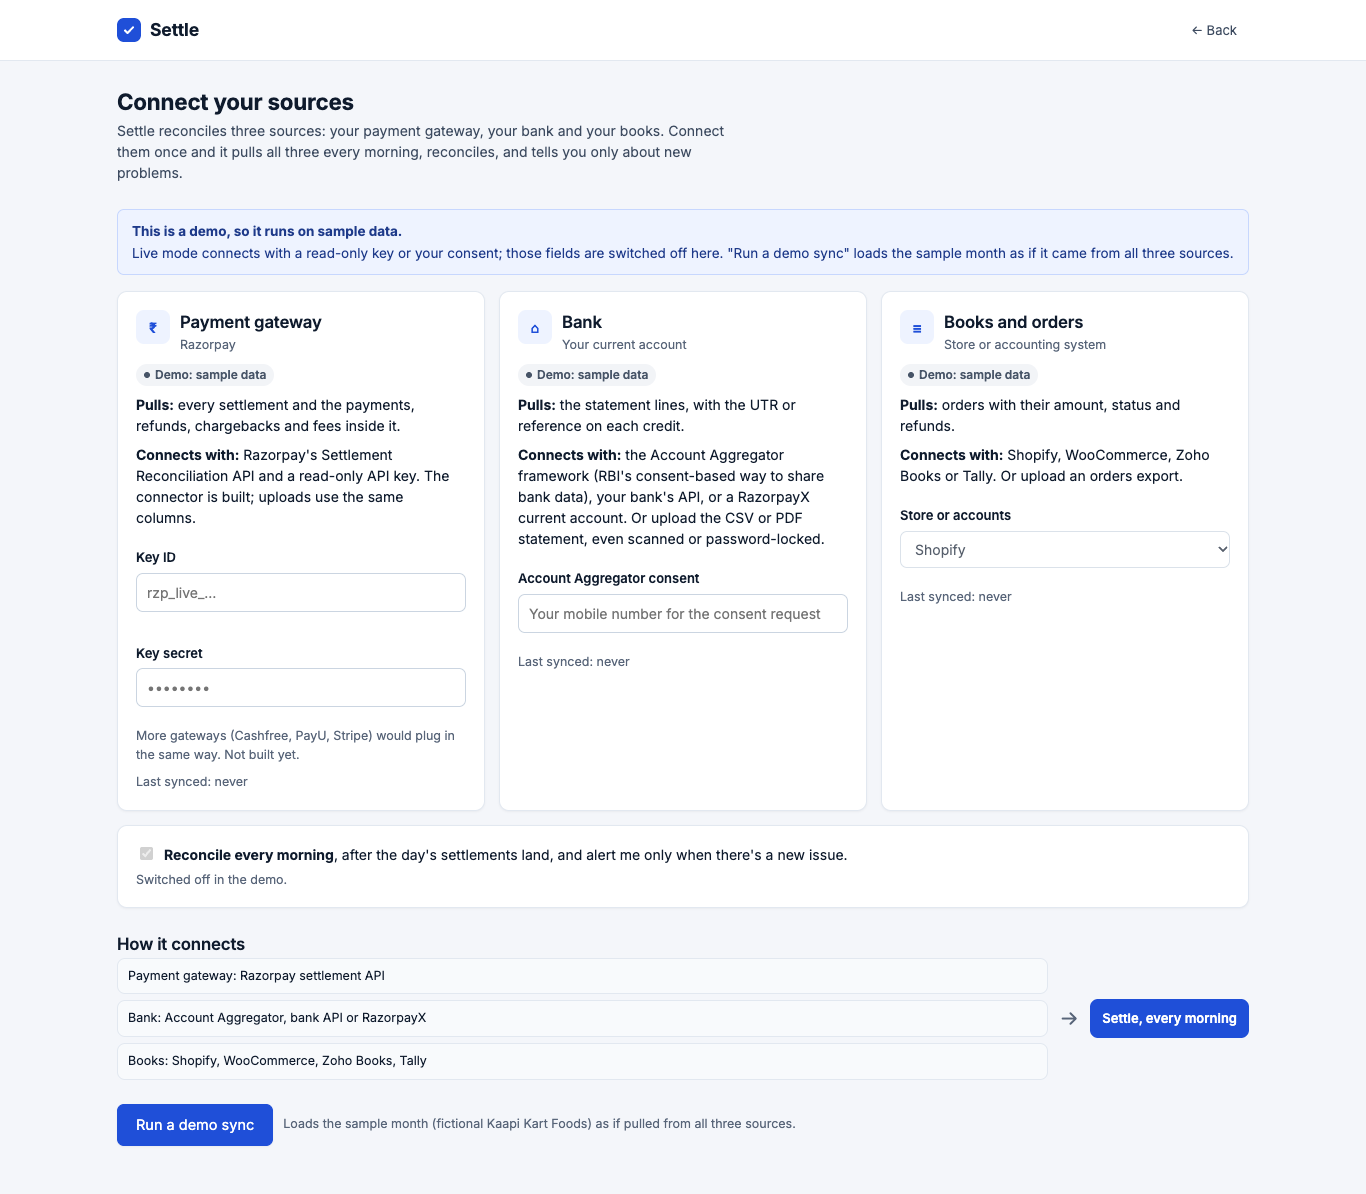 Settle
← Back
Connect your sources
Settle reconciles three sources: your payment gateway, your bank and your books. Connect
them once and it pulls all three every morning, reconciles, and tells you only about new
problems.
This is a demo, so it runs on sample data.
Live mode connects with a read-only key or your consent; those fields are switched off here. "Run a demo sync" loads the sample month as if it came from all three sources.
₹
Payment gateway
Razorpay
Demo: sample data
Pulls: every settlement and the payments,
refunds, chargebacks and fees inside it.
Connects with: Razorpay's Settlement
Reconciliation API and a read-only API key. The
connector is built; uploads use the same
columns.
Key ID
rzp_live_...
Key secret
••••••••
More gateways (Cashfree, PayU, Stripe) would plug in
the same way. Not built yet.
Last synced: never
Bank
Your current account
Demo: sample data
Pulls: the statement lines, with the UTR or
reference on each credit.
Connects with: the Account Aggregator
framework (RBI's consent-based way to share
bank data), your bank's API, or a RazorpayX
current account. Or upload the CSV or PDF
statement, even scanned or password-locked.
Account Aggregator consent
Your mobile number for the consent request
Last synced: never
Books and orders
Store or accounting system
Demo: sample data
Pulls: orders with their amount, status and
refunds.
Connects with: Shopify, WooCommerce, Zoho
Books or Tally. Or upload an orders export.
Store or accounts
Shopify
Last synced: never
Reconcile every morning, after the day's settlements land, and alert me only when there's a new issue.
Switched off in the demo.
How it connects
Payment gateway: Razorpay settlement API
Bank: Account Aggregator, bank API or RazorpayX
Books: Shopify, WooCommerce, Zoho Books, Tally
→
Settle, every morning
Run a demo sync
Loads the sample month (fictional Kaapi Kart Foods) as if pulled from all three sources.